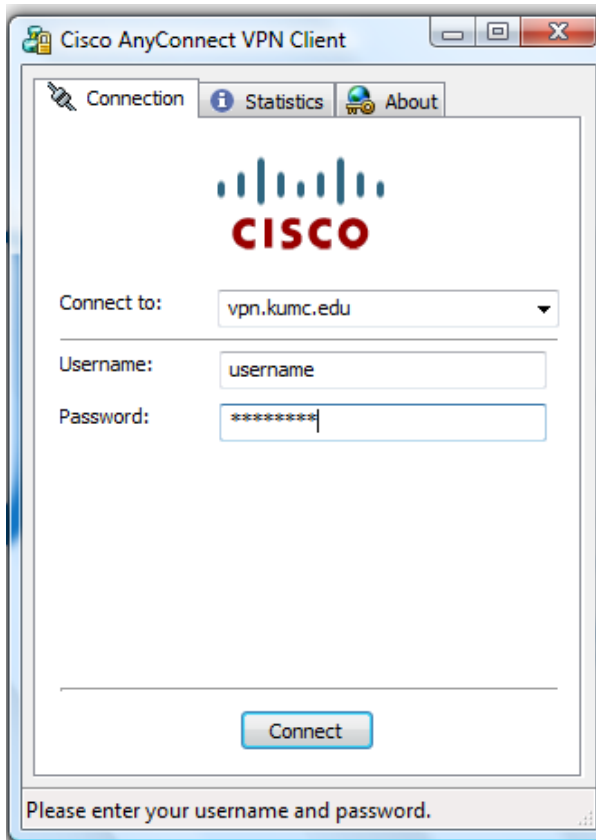 Cisco AnyConnect VPN Client
Connection Statistics About
CISCO
Connect to: vpn.kumc.edu
Username: username
Password: ********
Connect
Please enter your username and password.